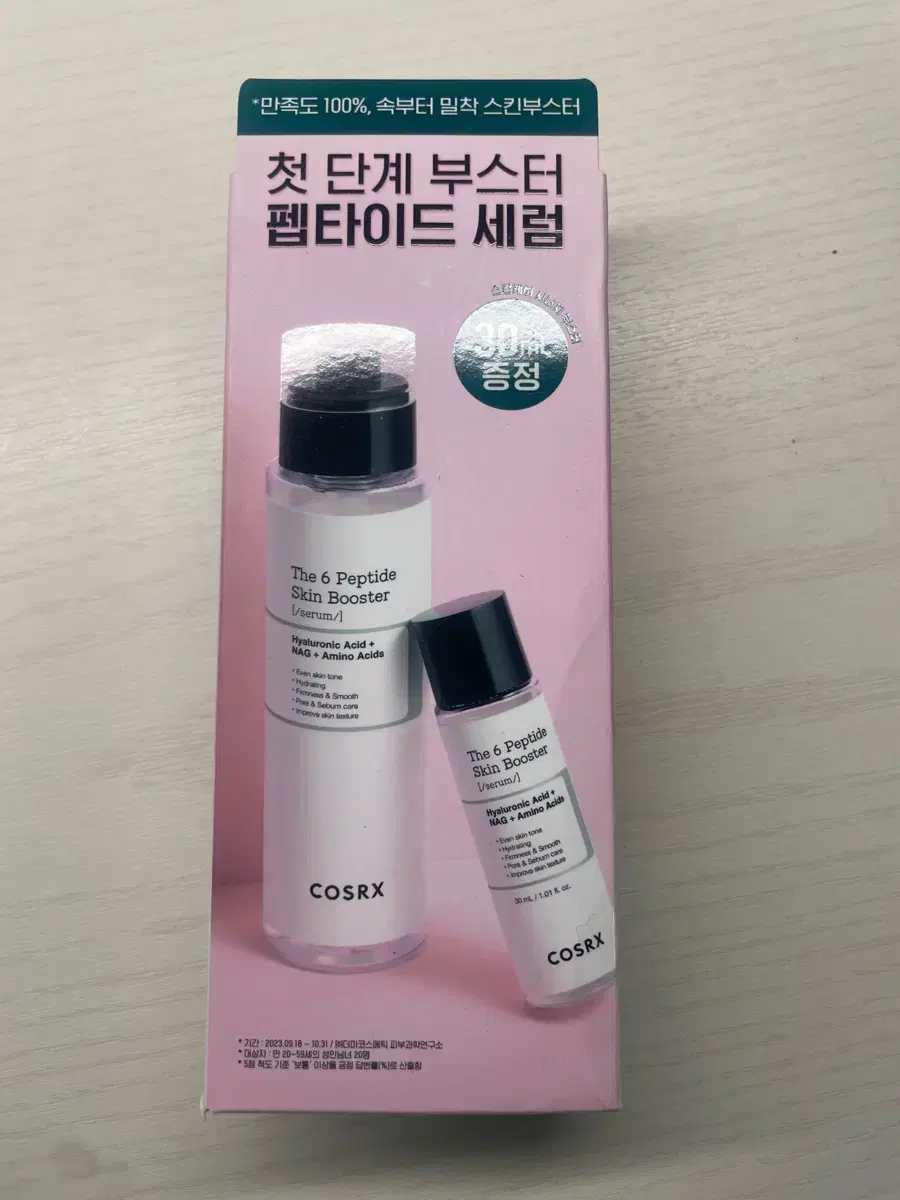 *만족도 100%, 속부터 밀착 스킨부스터
첫 단계 부스터
펩타이드 세럼
부스팅
30mL
증정
The 6 Peptide
Skin Booster
[/serum/]
Hyaluronic Acid +
NAG + Amino Acids
• Even skin tone
• Hydrating
• Firmness & Smooth
• Pore & Sebum care
• Improve skin texture
COSRX
The 6 Peptide
Skin Booster
[/serum/]
Hyaluronic Acid +
NAG + Amino Acids
• Even skin tone
• Hydrating
• Firmness & Smooth
• Pore & Sebum care
• Improve skin texture
30 mL / 1.01 fl. oz.
COSRX
* 기간 : 2023.09.18 ~ 10.31 / ㈜더마코스메틱 피부과학연구소
* 대상자 : 만 20~59세의 성인남녀 20명
* 5점 척도 기준 '보통' 이상을 긍정 답변률(%)로 산출함